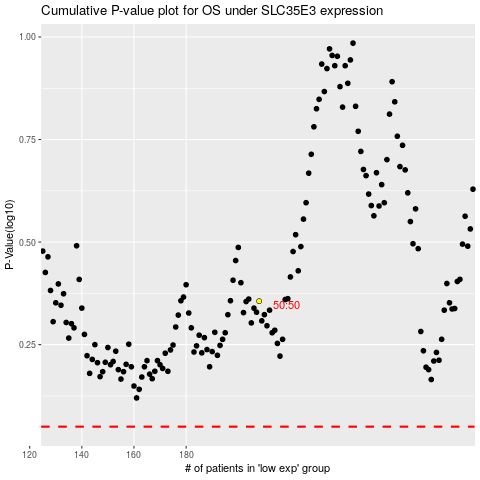 Cumulative P-value plot for OS under SLC35E3 expression
P-Value(log10)
1.00
0.75
0.50
0.25
50:50
120 140 160 180
# of patients in 'low exp' group